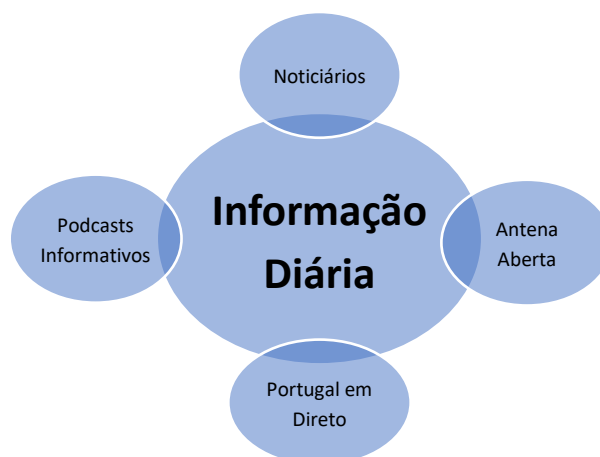 Noticiários
Informação
Diária
Podcasts
Informativos
Antena
Aberta
Portugal em
Direto